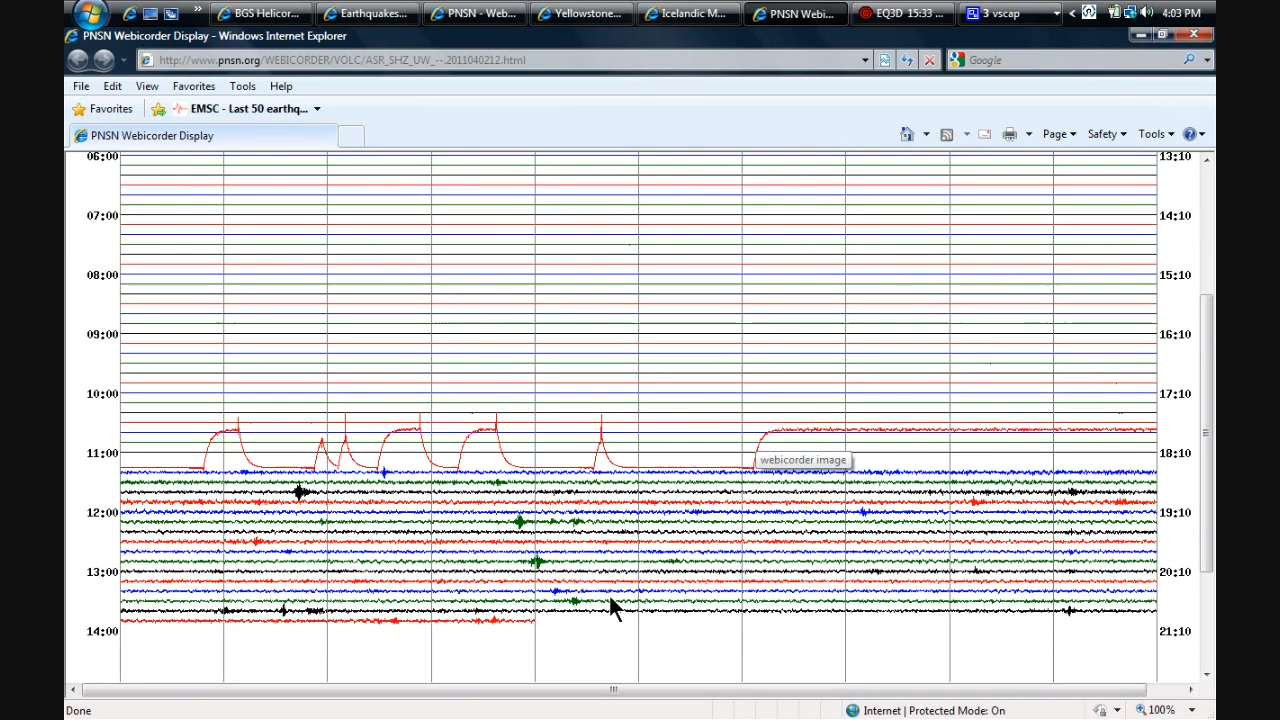 BGS Helicor... Earthquakes... PNSN - Web... Yellowstone... Icelandic M... PNSN Webi... EQ3D 15:33 ... 3 vscap 4:03 PM
PNSN Webicorder Display - Windows Internet Explorer
http://www.pnsn.org/WEBICORDER/VOLC/ASR_SHZ_UW_--.2011040212.html Google
File Edit View Favorites Tools Help
Favorites EMSC - Last 50 earthq...
PNSN Webicorder Display Page Safety Tools
06:00 13:10
07:00 14:10
08:00 15:10
09:00 16:10
10:00 17:10
11:00 18:10
webicorder image
12:00 19:10
13:00 20:10
14:00 21:10
Done Internet | Protected Mode: On 100%